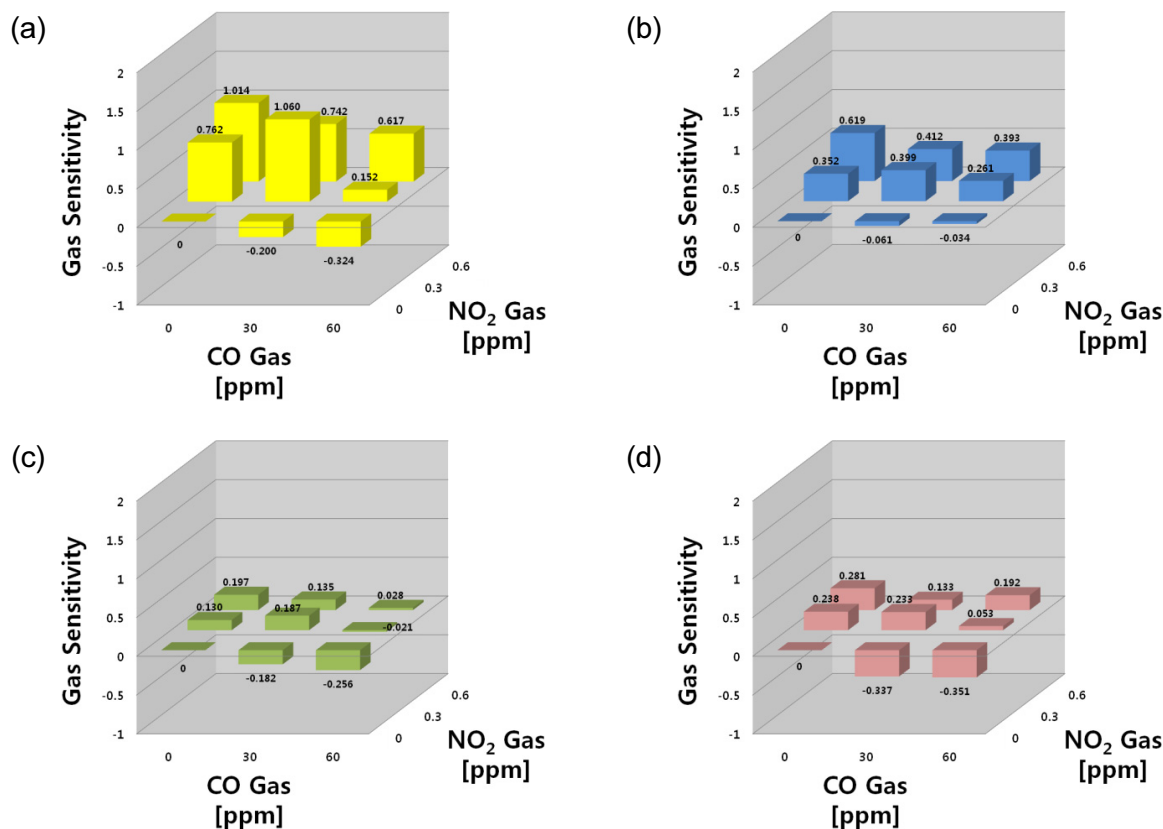 (a)
Gas Sensitivity
2
1.5
1
0.5
0
-0.5
-1
1.014
1.060
0.742
0.617
0.762
0.152
0
-0.200
-0.324
0 30 60
CO Gas
[ppm]
0
0.3
0.6
NO₂ Gas
[ppm]
(b)
Gas Sensitivity
2
1.5
1
0.5
0
-0.5
-1
0.619
0.412
0.393
0.352
0.399
0.261
0
-0.061
-0.034
0 30 60
CO Gas
[ppm]
0
0.3
0.6
NO₂ Gas
[ppm]
(c)
Gas Sensitivity
2
1.5
1
0.5
0
-0.5
-1
0.197
0.135
0.028
0.130
0.187
-0.021
0
-0.182
-0.256
0 30 60
CO Gas
[ppm]
0
0.3
0.6
NO₂ Gas
[ppm]
(d)
Gas Sensitivity
2
1.5
1
0.5
0
-0.5
-1
0.281
0.133
0.192
0.238
0.233
0.053
0
-0.337
-0.351
0 30 60
CO Gas
[ppm]
0
0.3
0.6
NO₂ Gas
[ppm]